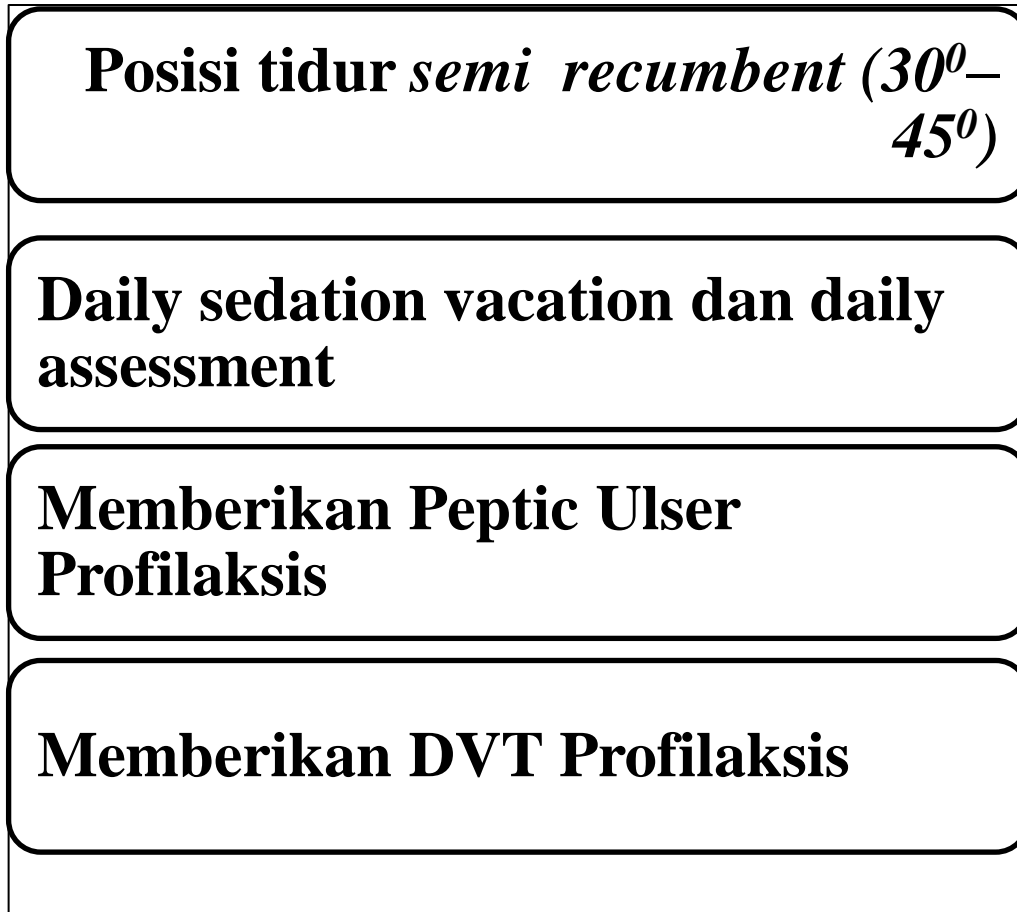 Posisi tidur semi recumbent (30⁰–
45⁰)
Daily sedation vacation dan daily
assessment
Memberikan Peptic Ulser
Profilaksis
Memberikan DVT Profilaksis